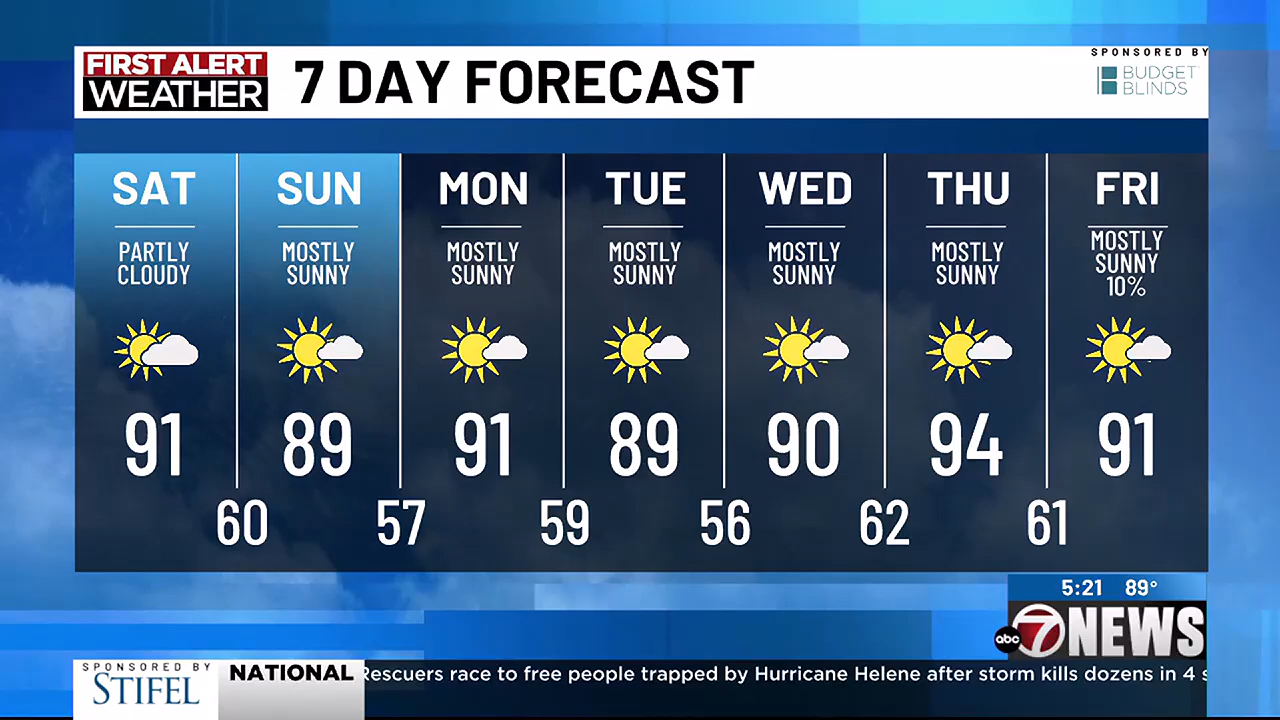 FIRST ALERT
WEATHER
7 DAY FORECAST
SPONSORED BY
BUDGET
BLINDS
SAT
SUN
MON
TUE
WED
THU
FRI
PARTLY
CLOUDY
MOSTLY
SUNNY
MOSTLY
SUNNY
MOSTLY
SUNNY
MOSTLY
SUNNY
MOSTLY
SUNNY
MOSTLY
SUNNY
10%
91
89
91
89
90
94
91
60
57
59
56
62
61
5:21 89°
abc 7 NEWS
SPONSORED BY
STIFEL
NATIONAL
Rescuers race to free people trapped by Hurricane Helene after storm kills dozens in 4 s